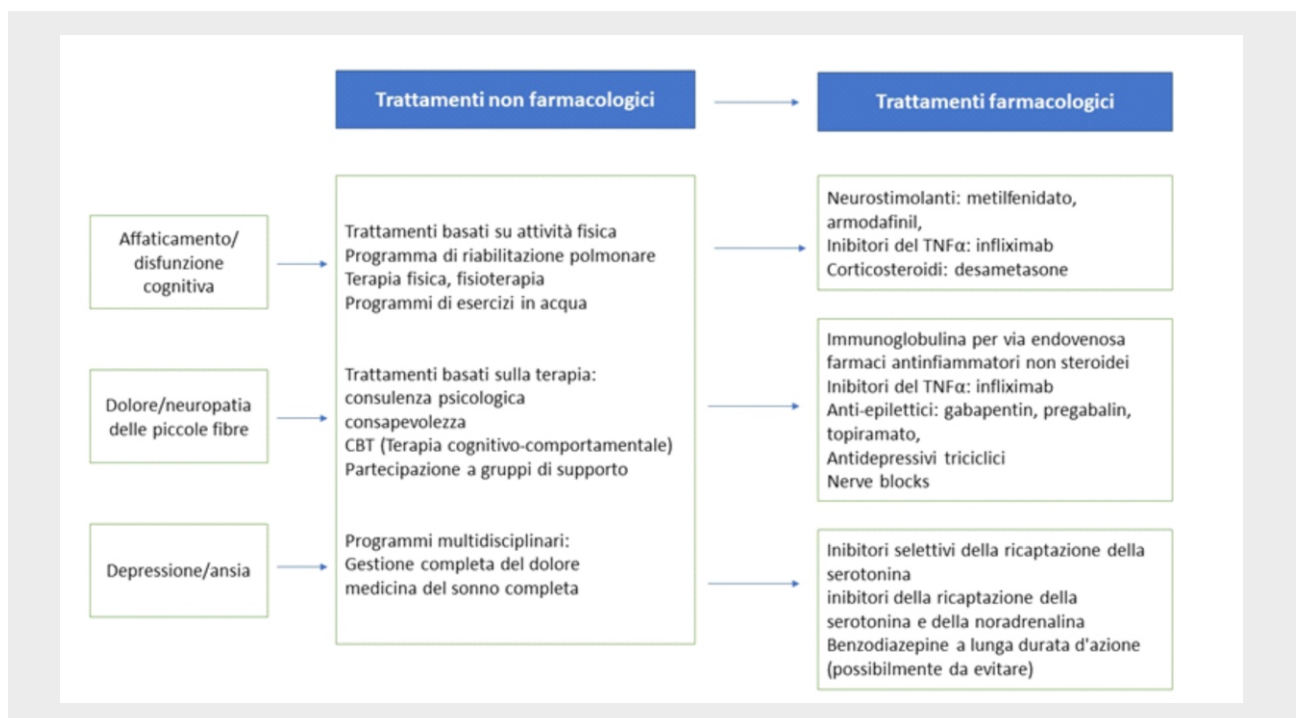 Trattamenti non farmacologici
Trattamenti farmacologici
Affaticamento/
disfunzione
cognitiva
Dolore/neuropatia
delle piccole fibre
Depressione/ansia
Trattamenti basati su attività fisica
Programma di riabilitazione polmonare
Terapia fisica, fisioterapia
Programmi di esercizi in acqua
Trattamenti basati sulla terapia:
consulenza psicologica
consapevolezza
CBT (Terapia cognitivo-comportamentale)
Partecipazione a gruppi di supporto
Programmi multidisciplinari:
Gestione completa del dolore
medicina del sonno completa
Neurostimolanti: metilfenidato,
armodafinil,
Inibitori del TNFα: infliximab
Corticosteroidi: desametasone
Immunoglobulina per via endovenosa
farmaci antinfiammatori non steroidei
Inibitori del TNFα: infliximab
Anti-epilettici: gabapentin, pregabalin,
topiramato,
Antidepressivi triciclici
Nerve blocks
Inibitori selettivi della ricaptazione della
serotonina
inibitori della ricaptazione della
serotonina e della noradrenalina
Benzodiazepine a lunga durata d'azione
(possibilmente da evitare)